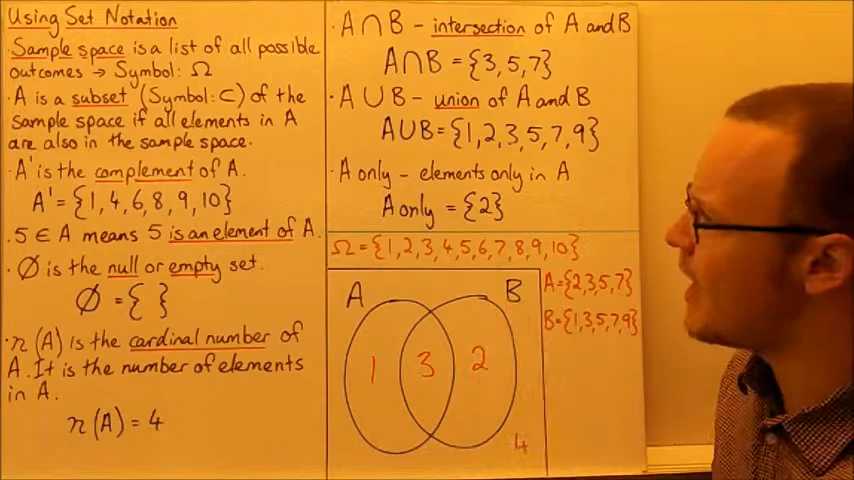 Using Set Notation
· Sample space is a list of all possible
outcomes → Symbol: Ω
· A is a subset (Symbol: ⊂) of the
sample space if all elements in A
are also in the sample space.
· A' is the complement of A.
A' = {1, 4, 6, 8, 9, 10}
· 5 ∈ A means 5 is an element of A.
· Ø is the null or empty set.
Ø = { }
· n(A) is the cardinal number of
A. It is the number of elements
in A.
n(A) = 4
· A∩B - intersection of A and B
A∩B = {3, 5, 7}
· A∪B - union of A and B
A∪B = {1, 2, 3, 5, 7, 9}
· A only - elements only in A
A only = {2}
Ω = {1, 2, 3, 4, 5, 6, 7, 8, 9, 10}
A = {2, 3, 5, 7}
B = {1, 3, 5, 7, 9}
A B
1 3 2
4